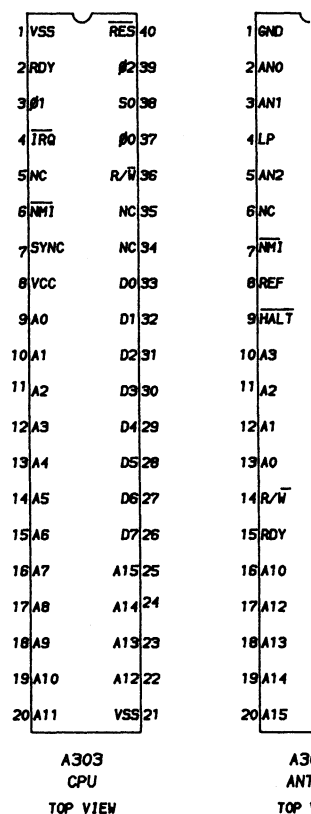 1 VSS R̅E̅S̅ 40
2 RDY ø2 39
3 ø1 SO 38
4 I̅R̅Q̅ ø0 37
5 NC R/W̅ 36
6 N̅M̅I̅ NC 35
7 SYNC NC 34
8 VCC D0 33
9 A0 D1 32
10 A1 D2 31
11 A2 D3 30
12 A3 D4 29
13 A4 D5 28
14 A5 D6 27
15 A6 D7 26
16 A7 A15 25
17 A8 A14 24
18 A9 A13 23
19 A10 A12 22
20 A11 VSS 21
A303
CPU
TOP VIEW
1 GND
2 AN0
3 AN1
4 LP
5 AN2
6 NC
7 N̅M̅I̅
8 REF
9 H̅A̅L̅T̅
10 A3
11 A2
12 A1
13 A0
14 R/W̅
15 RDY
16 A10
17 A12
18 A13
19 A14
20 A15
A3
ANT
TOP